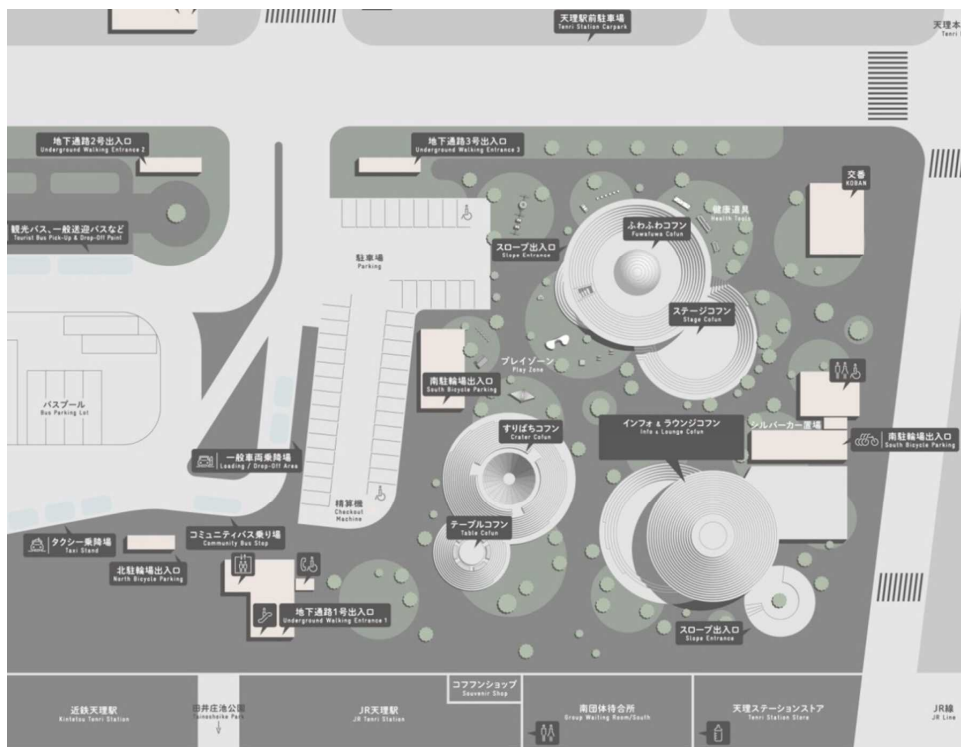 天理駅前駐車場
Tenri Station Carpark
天理本
Tenri
地下通路2号出入口
Underground Walking Entrance 2
地下通路3号出入口
Underground Walking Entrance 3
交番
KOBAN
健康道具
Health Tools
ふわふわコフン
Fuwafuwa Cofun
観光バス、一般送迎バスなど
Tourist Bus Pick-Up & Drop-Off Point
スロープ出入口
Slope Entrance
駐車場
Parking
ステージコフン
Stage Cofun
プレイゾーン
Play Zone
南駐輪場出入口
South Bicycle Parking
バスプール
Bus Parking Lot
すりばちコフン
Crater Cofun
インフォ & ラウンジコフン
Info & Lounge Cofun
シルバーカー置場
南駐輪場出入口
South Bicycle Parking
一般車両乗降場
Loading / Drop-Off Area
精算機
Checkout
Machine
テーブルコフン
Table Cofun
コミュニティバス乗り場
Community Bus Stop
タクシー乗降場
Taxi Stand
北駐輪場出入口
North Bicycle Parking
地下通路1号出入口
Underground Walking Entrance 1
スロープ出入口
Slope Entrance
コフフンショップ
Souvenir Shop
近鉄天理駅
Kintetsu Tenri Station
田井庄池公園
Tainoshoike Park
JR天理駅
JR Tenri Station
南団体待合所
Group Waiting Room/South
天理ステーションストア
Tenri Station Store
JR線
JR Line